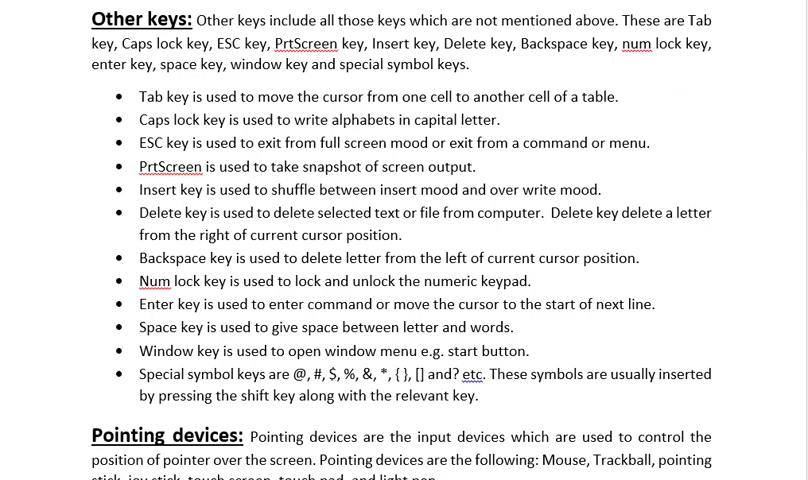 Other keys: Other keys include all those keys which are not mentioned above. These are Tab
key, Caps lock key, ESC key, PrtScreen key, Insert key, Delete key, Backspace key, num lock key,
enter key, space key, window key and special symbol keys.
• Tab key is used to move the cursor from one cell to another cell of a table.
• Caps lock key is used to write alphabets in capital letter.
• ESC key is used to exit from full screen mood or exit from a command or menu.
• PrtScreen is used to take snapshot of screen output.
• Insert key is used to shuffle between insert mood and over write mood.
• Delete key is used to delete selected text or file from computer.  Delete key delete a letter
from the right of current cursor position.
• Backspace key is used to delete letter from the left of current cursor position.
• Num lock key is used to lock and unlock the numeric keypad.
• Enter key is used to enter command or move the cursor to the start of next line.
• Space key is used to give space between letter and words.
• Window key is used to open window menu e.g. start button.
• Special symbol keys are @, #, $, %, &, *, { }, [] and? etc. These symbols are usually inserted
by pressing the shift key along with the relevant key.
Pointing devices: Pointing devices are the input devices which are used to control the
position of pointer over the screen. Pointing devices are the following: Mouse, Trackball, pointing
stick, joy stick, touch screen, touch pad, and light pen.